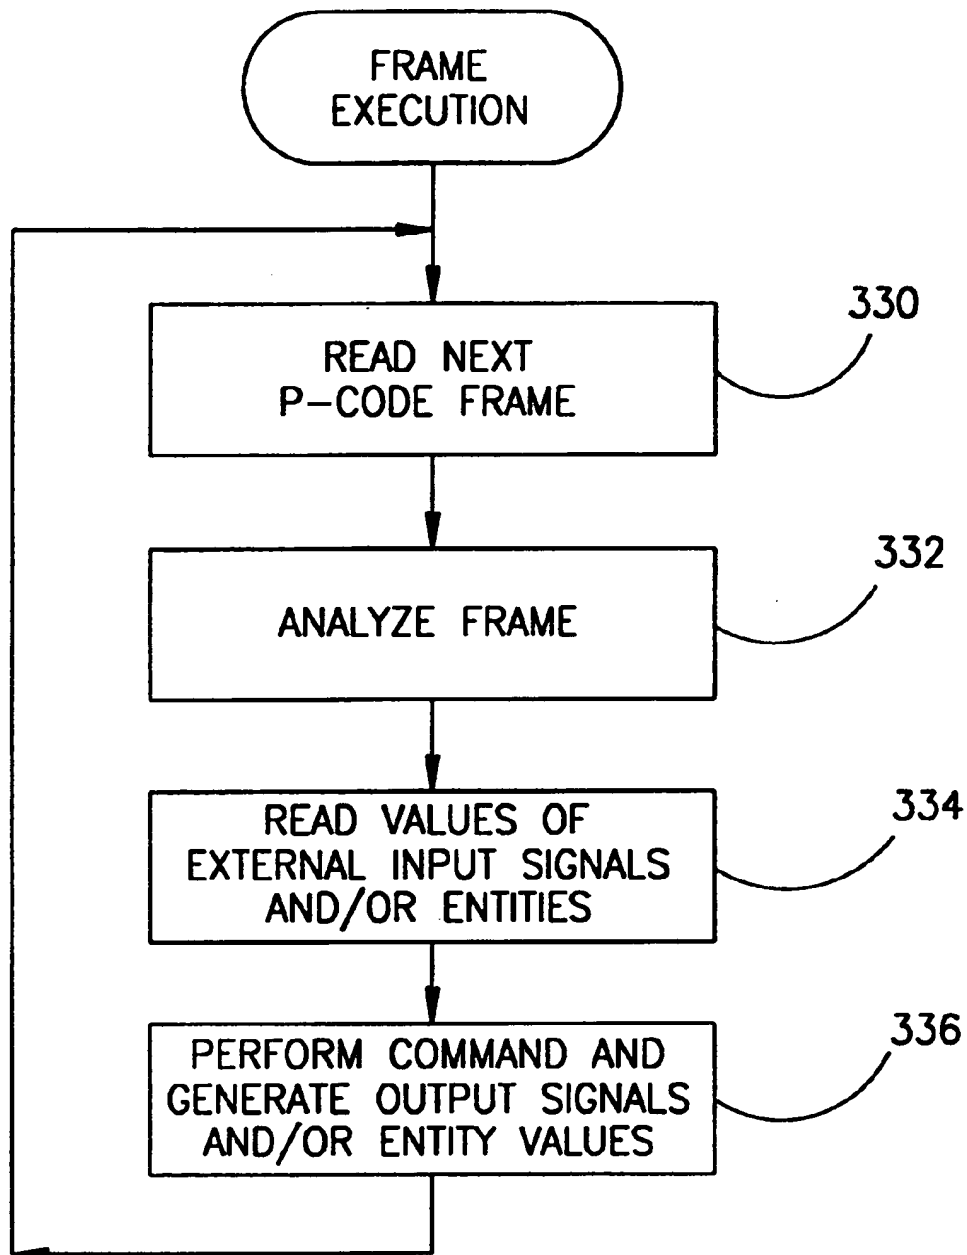 FRAME
EXECUTION
330
READ NEXT
P-CODE FRAME
332
ANALYZE FRAME
334
READ VALUES OF
EXTERNAL INPUT SIGNALS
AND/OR ENTITIES
336
PERFORM COMMAND AND
GENERATE OUTPUT SIGNALS
AND/OR ENTITY VALUES